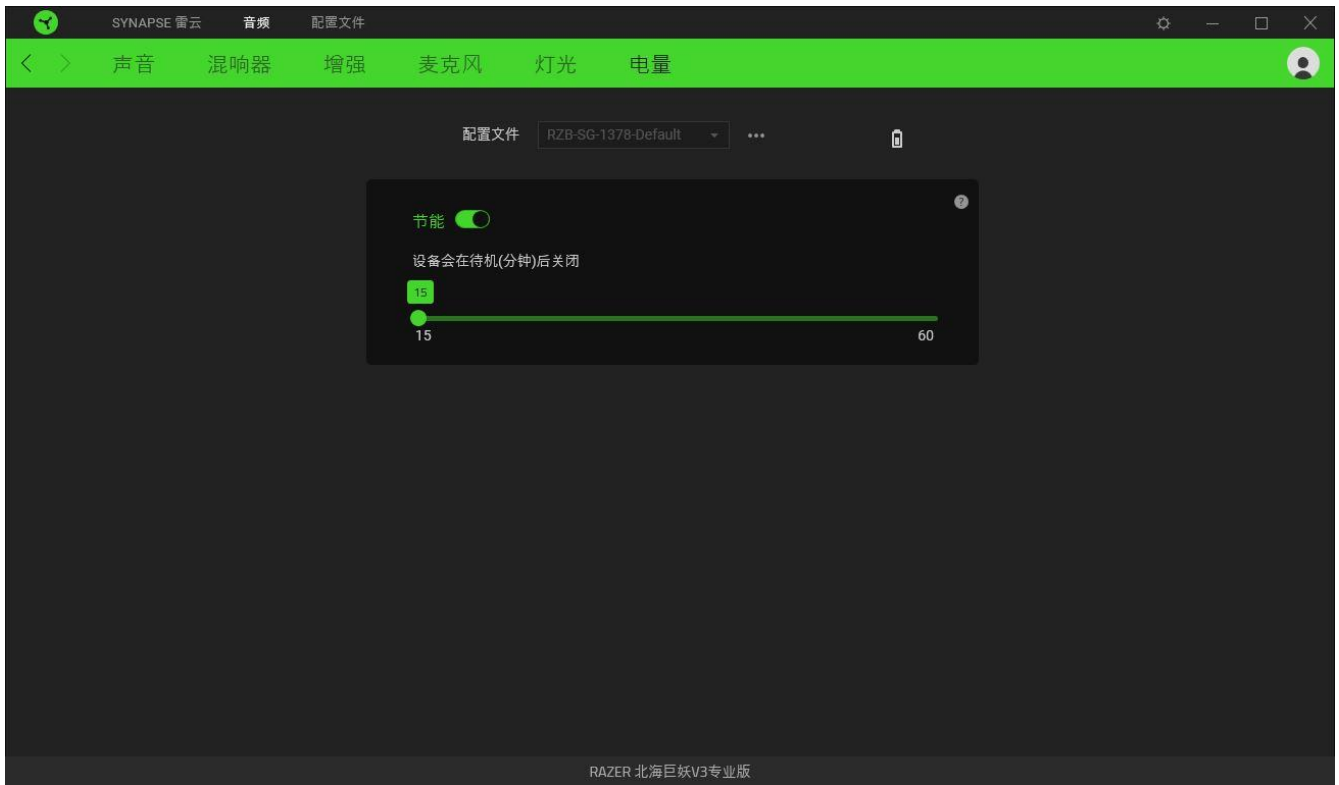 SYNAPSE 雷云 音频 配置文件
声音 混响器 增强 麦克风 灯光 电量
配置文件 RZB-SG-1378-Default •••
?
节能
设备会在待机(分钟)后关闭
15
15 60
RAZER 北海巨妖V3专业版